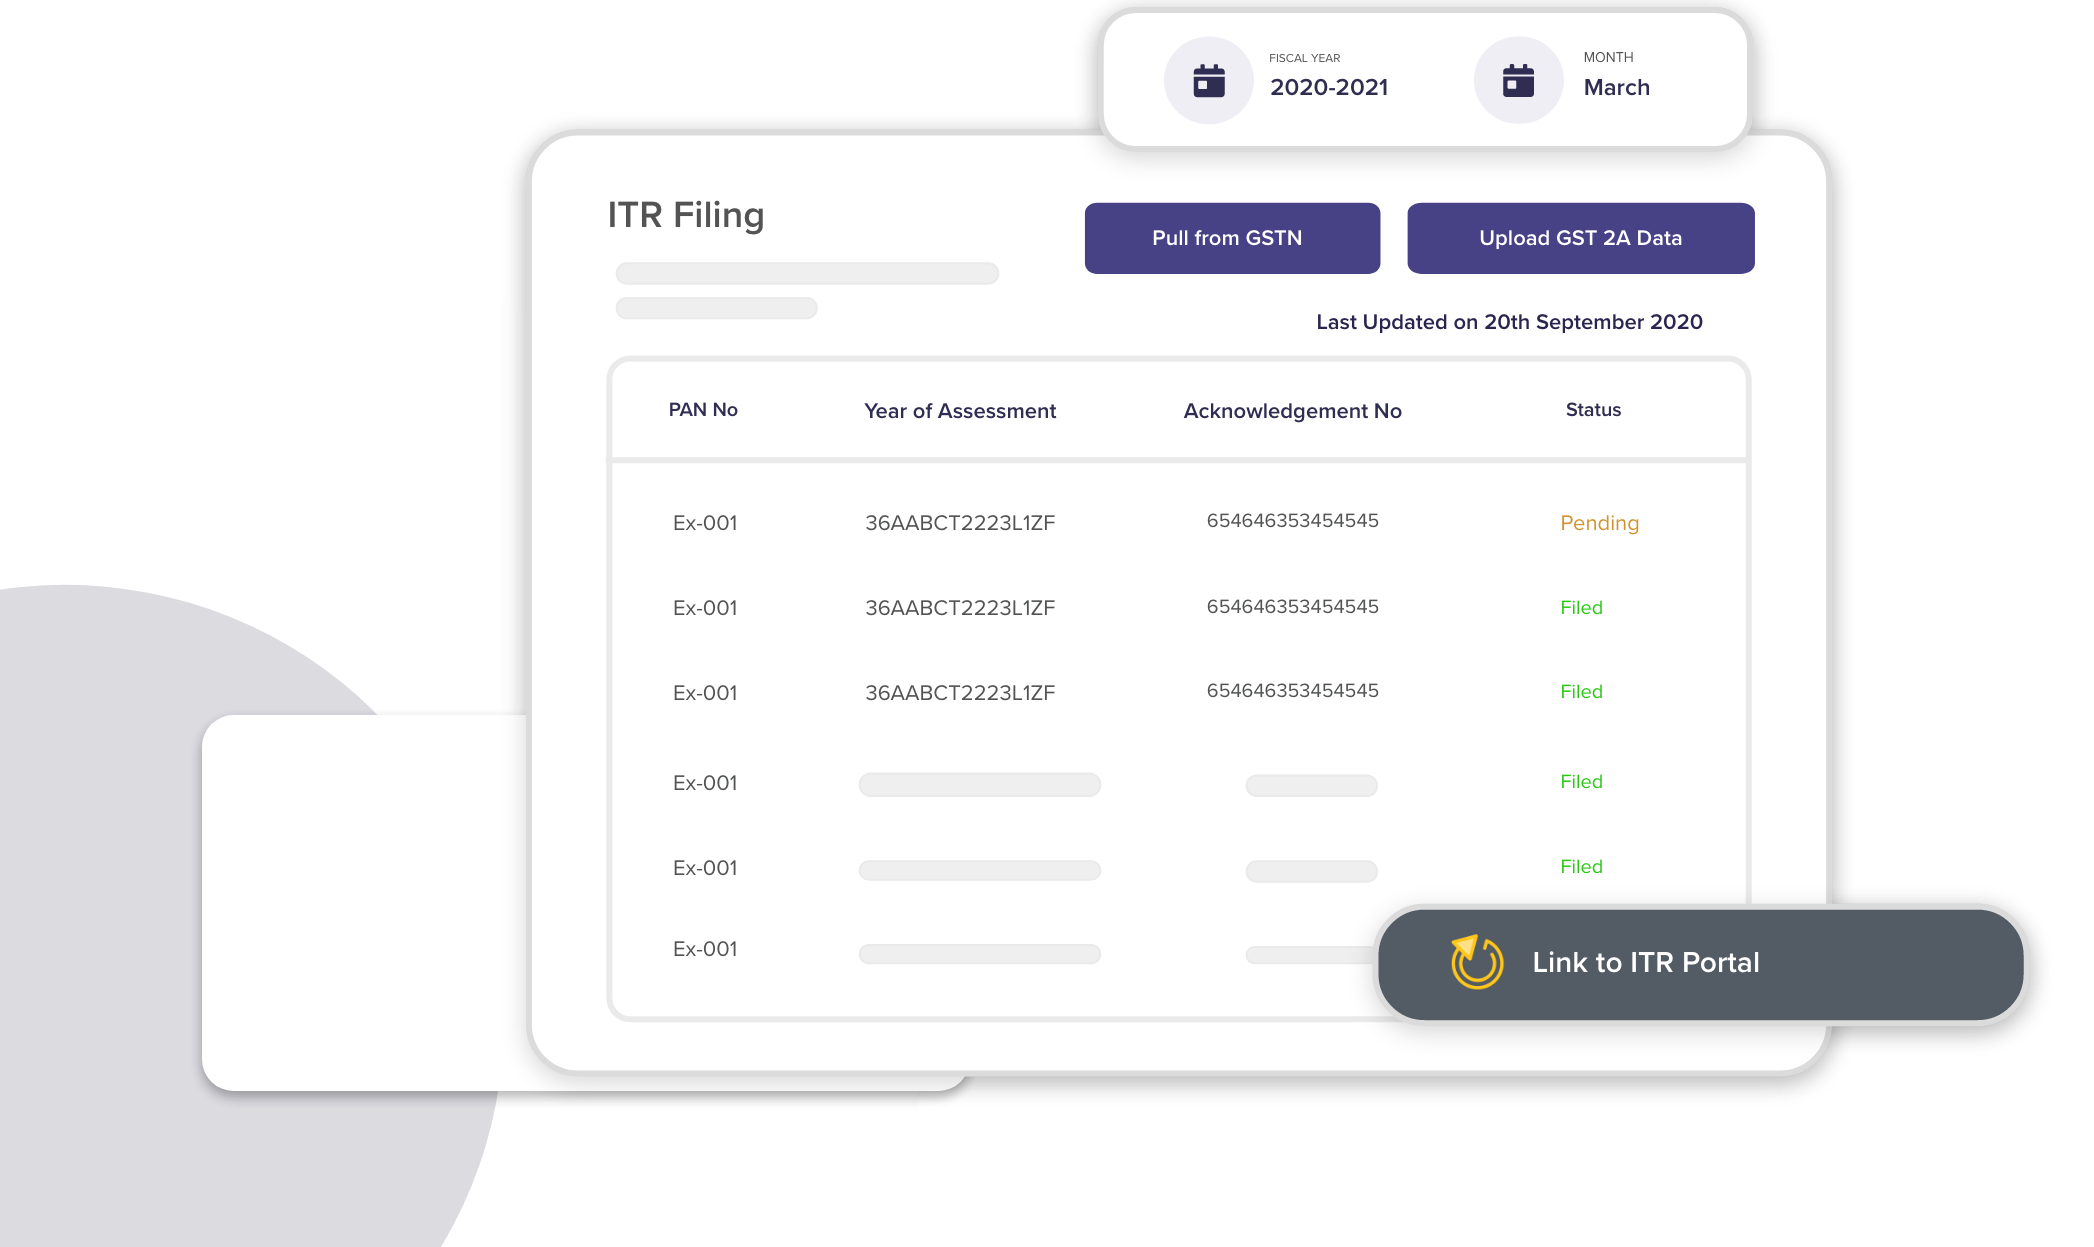 FISCAL YEAR
2020-2021
MONTH
March
ITR Filing
Pull from GSTN
Upload GST 2A Data
Last Updated on 20th September 2020
PAN No Year of Assessment Acknowledgement No Status
Ex-001 36AABCT2223L1ZF 654646353454545 Pending
Ex-001 36AABCT2223L1ZF 654646353454545 Filed
Ex-001 36AABCT2223L1ZF 654646353454545 Filed
Ex-001 Filed
Ex-001 Filed
Ex-001
Link to ITR Portal